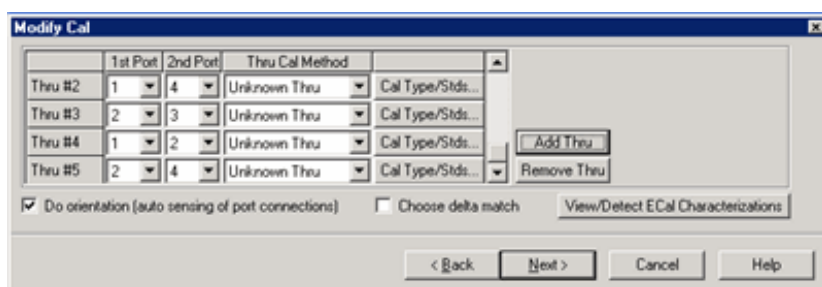 Modify Cal
1st Port 2nd Port Thru Cal Method
Thru #2 1 4 Unknown Thru Cal Type/Stds...
Thru #3 2 3 Unknown Thru Cal Type/Stds...
Thru #4 1 2 Unknown Thru Cal Type/Stds... Add Thru
Thru #5 2 4 Unknown Thru Cal Type/Stds... Remove Thru
Do orientation (auto sensing of port connections) Choose delta match View/Detect ECal Characterizations
< Back Next > Cancel Help